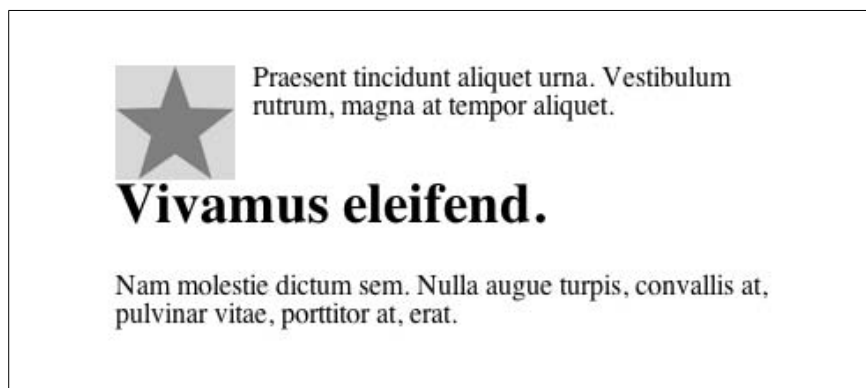 Praesent tincidunt aliquet urna. Vestibulum
rutrum, magna at tempor aliquet.
Vivamus eleifend.
Nam molestie dictum sem. Nulla augue turpis, convallis at,
pulvinar vitae, porttitor at, erat.